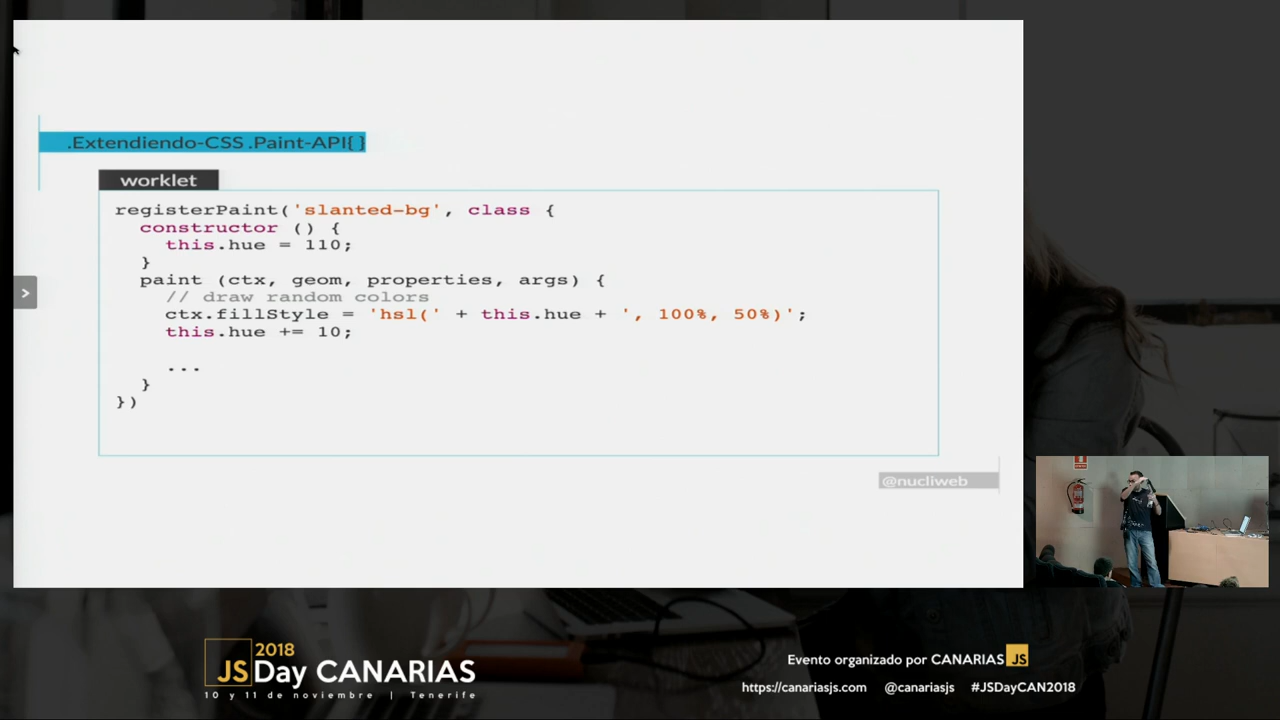 .Extendiendo-CSS .Paint-API{ }
worklet
registerPaint('slanted-bg', class {
constructor () {
this.hue = 110;
}
paint (ctx, geom, properties, args) {
// draw random colors
ctx.fillStyle = 'hsl(' + this.hue + ', 100%, 50%)';
this.hue += 10;
...
}
})
@nucliweb
2018
JSDay CANARIAS
10 y 11 de noviembre | Tenerife
Evento organizado por CANARIAS JS
https://canariasjs.com @canariasjs #JSDayCAN2018